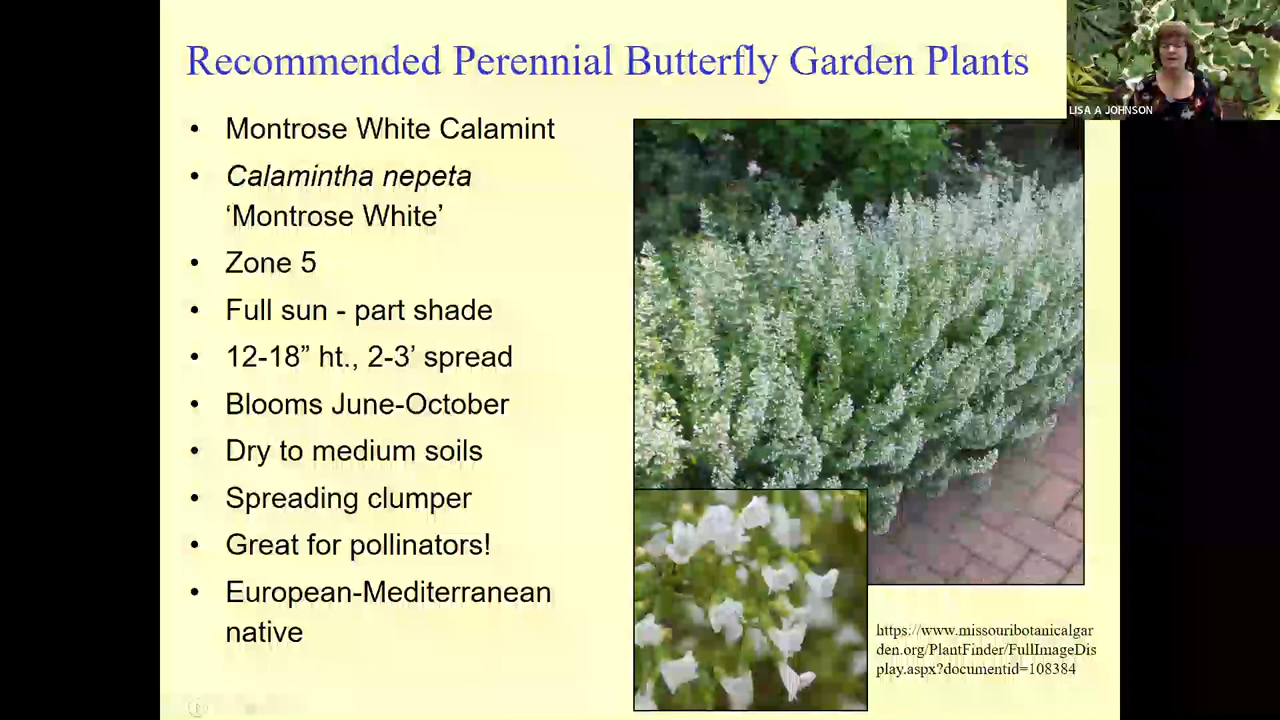 Recommended Perennial Butterfly Garden Plants
LISA A JOHNSON
• Montrose White Calamint
• Calamintha nepeta
‘Montrose White’
• Zone 5
• Full sun - part shade
• 12-18” ht., 2-3’ spread
• Blooms June-October
• Dry to medium soils
• Spreading clumper
• Great for pollinators!
• European-Mediterranean
native
https://www.missouribotanicalgar
den.org/PlantFinder/FullImageDis
play.aspx?documentid=108384